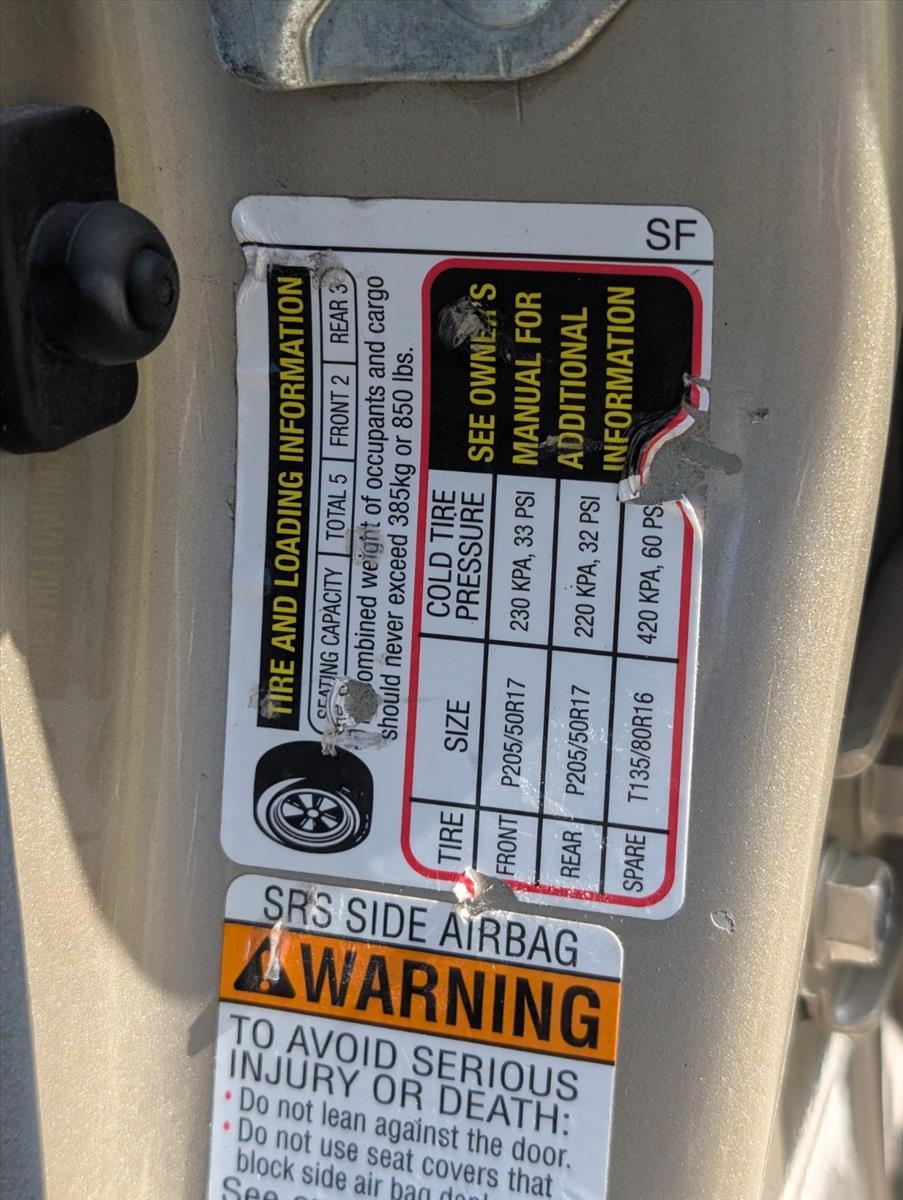 SF
TIRE AND LOADING INFORMATION
SEATING CAPACITY TOTAL 5 FRONT 2 REAR 3
combined weight of occupants and cargo
should never exceed 385kg or 850 lbs.
TIRE SIZE COLD TIRE PRESSURE
FRONT P205/50R17 230 KPA, 33 PSI
REAR P205/50R17 220 KPA, 32 PSI
SPARE T135/80R16 420 KPA, 60 PSI
SEE OWNER'S
MANUAL FOR
ADDITIONAL
INFORMATION
SRS SIDE AIRBAG
WARNING
TO AVOID SERIOUS
INJURY OR DEATH:
• Do not lean against the door.
• Do not use seat covers that
block side air bag
See